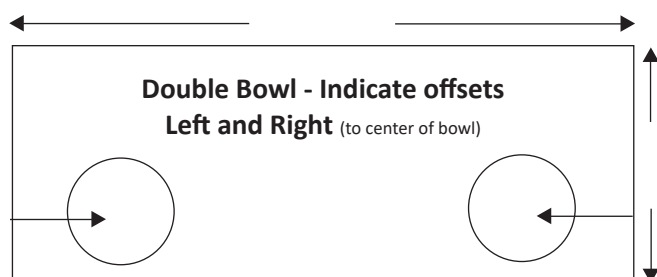 Double Bowl - Indicate offsets
Left and Right (to center of bowl)